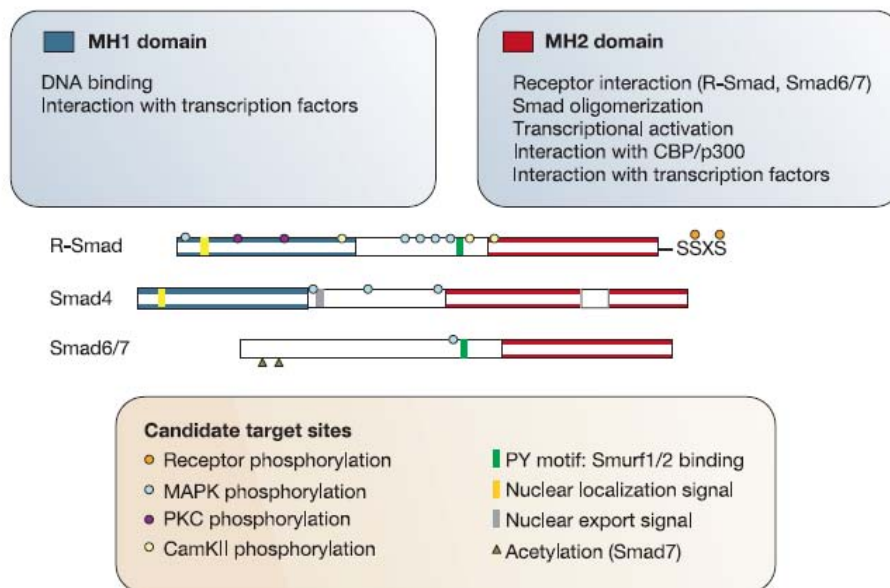 MH1 domain
DNA binding
Interaction with transcription factors
MH2 domain
Receptor interaction (R-Smad, Smad6/7)
Smad oligomerization
Transcriptional activation
Interaction with CBP/p300
Interaction with transcription factors
R-Smad
SSXS
Smad4
Smad6/7
Candidate target sites
Receptor phosphorylation
MAPK phosphorylation
PKC phosphorylation
CamKII phosphorylation
PY motif: Smurf1/2 binding
Nuclear localization signal
Nuclear export signal
Acetylation (Smad7)